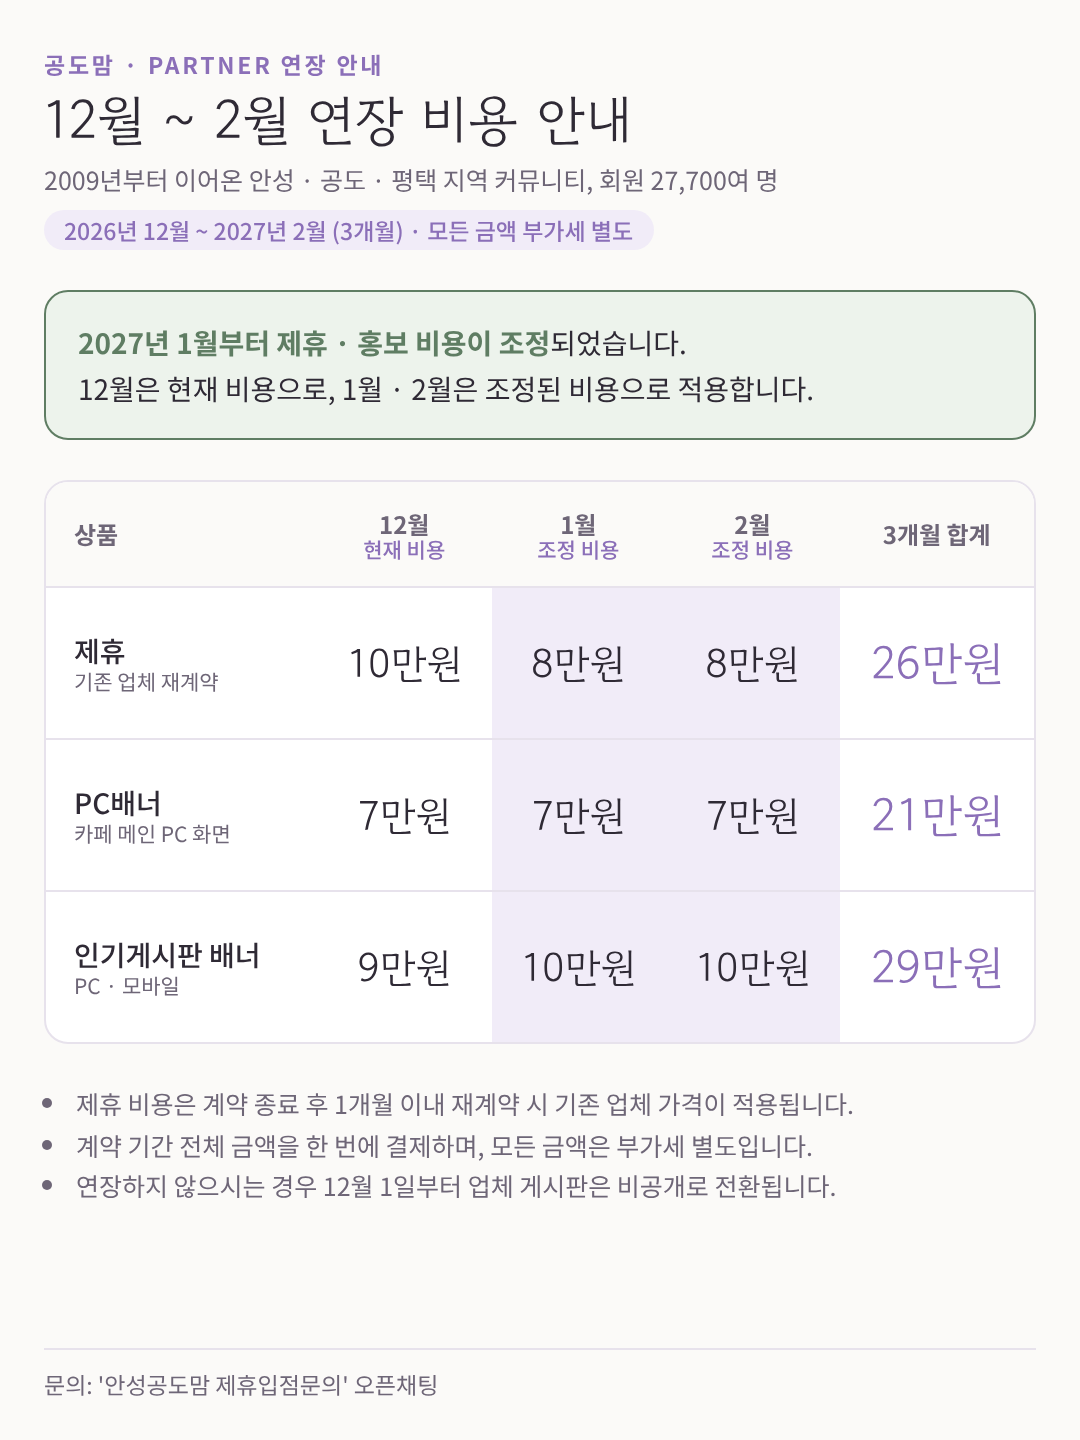 공도맘 · PARTNER 연장 안내
12월 ~ 2월 연장 비용 안내
2009년부터 이어온 안성 · 공도 · 평택 지역 커뮤니티, 회원 27,700여 명
2026년 12월 ~ 2027년 2월 (3개월) · 모든 금액 부가세 별도
2027년 1월부터 제휴 · 홍보 비용이 조정되었습니다.
12월은 현재 비용으로, 1월 · 2월은 조정된 비용으로 적용합니다.
상품 12월 1월 2월 3개월 합계
현재 비용 조정 비용 조정 비용
제휴 10만원 8만원 8만원 26만원
기존 업체 재계약
PC배너 7만원 7만원 7만원 21만원
카페 메인 PC 화면
인기게시판 배너 9만원 10만원 10만원 29만원
PC · 모바일
• 제휴 비용은 계약 종료 후 1개월 이내 재계약 시 기존 업체 가격이 적용됩니다.
• 계약 기간 전체 금액을 한 번에 결제하며, 모든 금액은 부가세 별도입니다.
• 연장하지 않으시는 경우 12월 1일부터 업체 게시판은 비공개로 전환됩니다.
문의: '안성공도맘 제휴입점문의' 오픈채팅